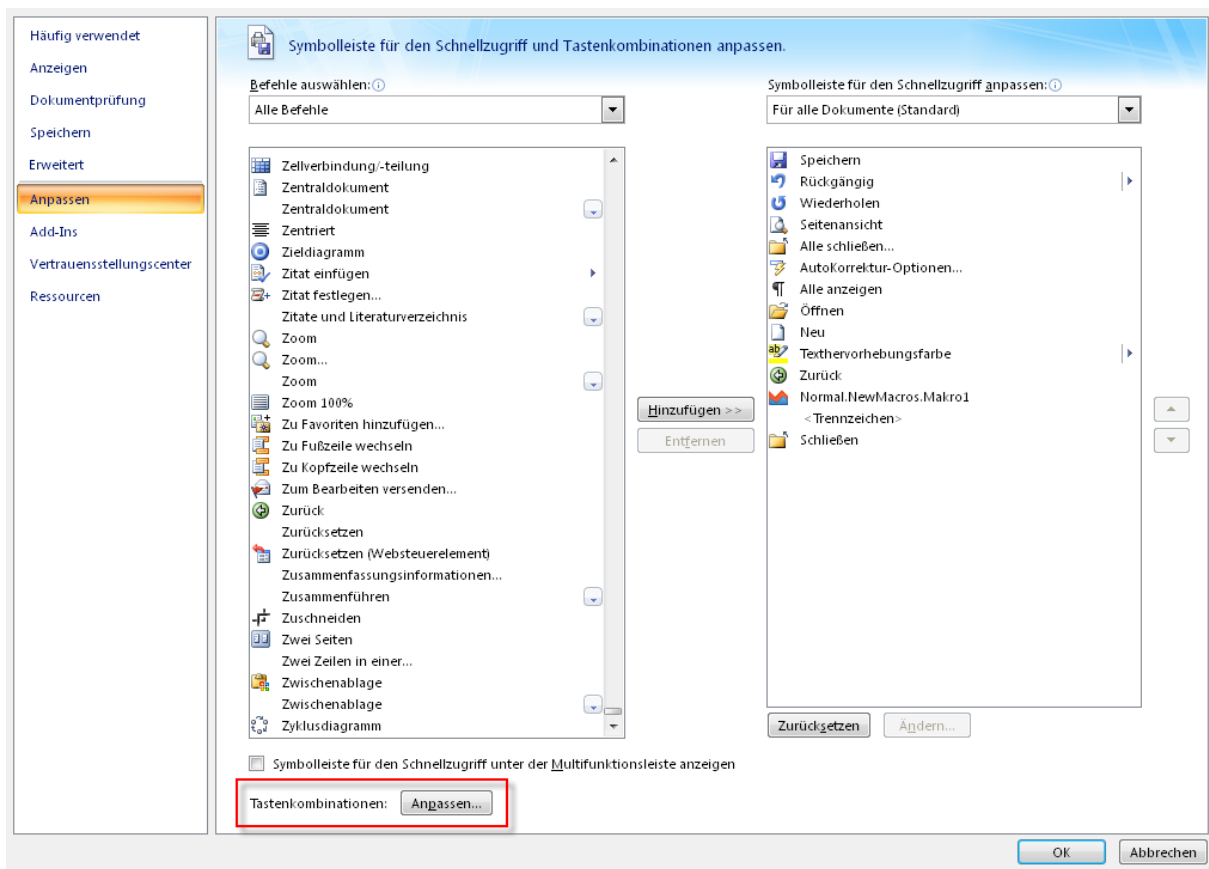 Häufig verwendet
Anzeigen
Dokumentprüfung
Speichern
Erweitert
Anpassen
Add-Ins
Vertrauensstellungscenter
Ressourcen
Symbolleiste für den Schnellzugriff und Tastenkombinationen anpassen.
Befehle auswählen:
Alle Befehle
Zellverbindung/-teilung
Zentraldokument
Zentraldokument
Zentriert
Zieldiagramm
Zitat einfügen
Zitat festlegen...
Zitate und Literaturverzeichnis
Zoom
Zoom...
Zoom
Zoom 100%
Zu Favoriten hinzufügen...
Zu Fußzeile wechseln
Zu Kopfzeile wechseln
Zum Bearbeiten versenden...
Zurück
Zurücksetzen
Zurücksetzen (Websteuerelement)
Zusammenfassungsinformationen...
Zusammenführen
Zuschneiden
Zwei Seiten
Zwei Zeilen in einer...
Zwischenablage
Zwischenablage
Zyklusdiagramm
Hinzufügen >>
Entfernen
Symbolleiste für den Schnellzugriff anpassen:
Für alle Dokumente (Standard)
Speichern
Rückgängig
Wiederholen
Seitenansicht
Alle schließen...
AutoKorrektur-Optionen...
Alle anzeigen
Öffnen
Neu
Texthervorhebungsfarbe
Zurück
Normal.NewMacros.Makro1
<Trennzeichen>
Schließen
Zurücksetzen
Ändern...
Symbolleiste für den Schnellzugriff unter der Multifunktionsleiste anzeigen
Tastenkombinationen:
Anpassen...
OK
Abbrechen